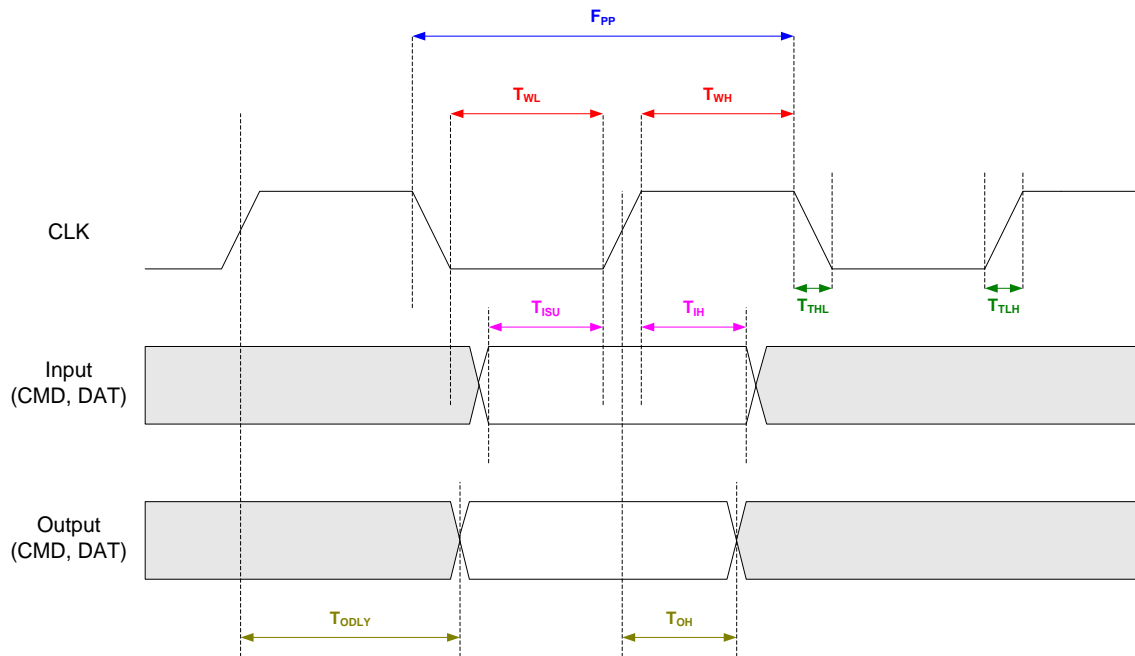 FPP
TWL
TWH
CLK
TTHL
TTLH
TISU
TIH
Input
(CMD, DAT)
Output
(CMD, DAT)
TODLY
TOH